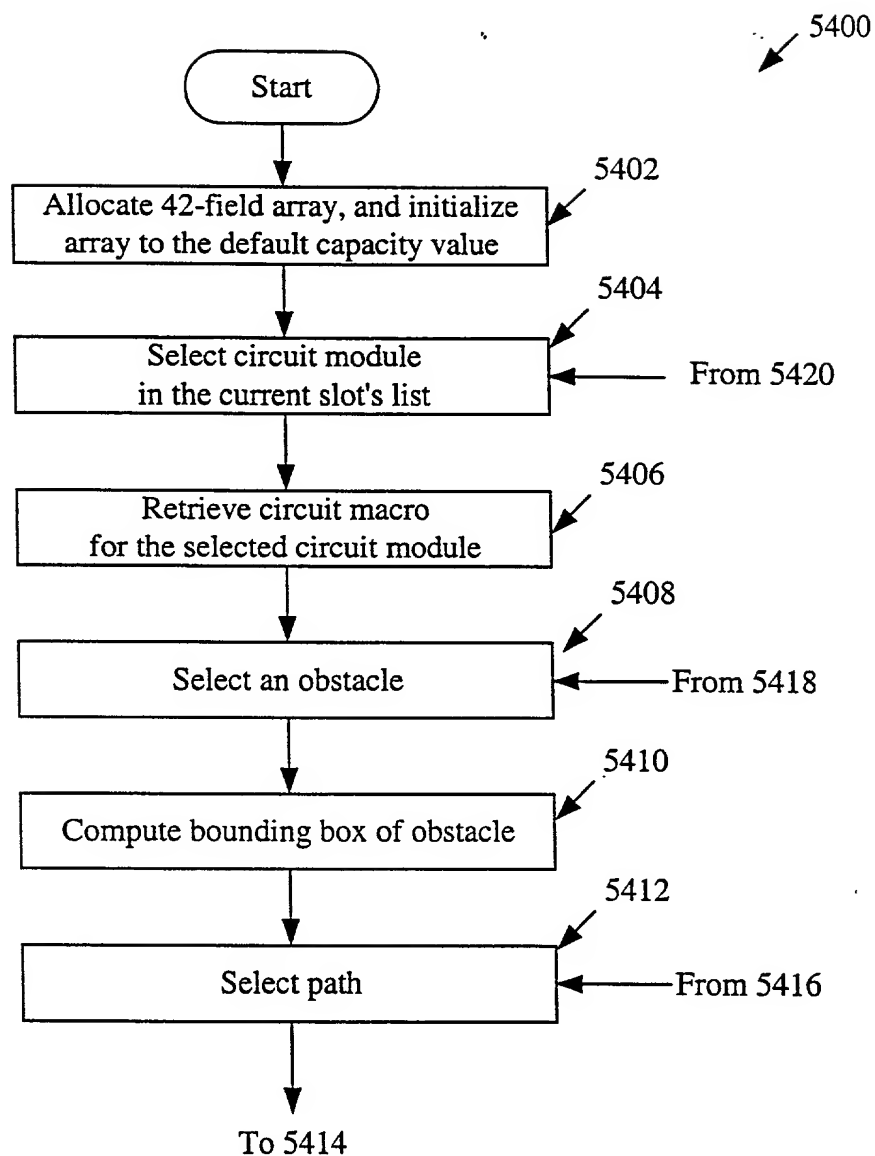 5400
Start
5402
Allocate 42-field array, and initialize
array to the default capacity value
5404
Select circuit module
in the current slot's list
From 5420
5406
Retrieve circuit macro
for the selected circuit module
5408
Select an obstacle
From 5418
5410
Compute bounding box of obstacle
5412
Select path
From 5416
To 5414